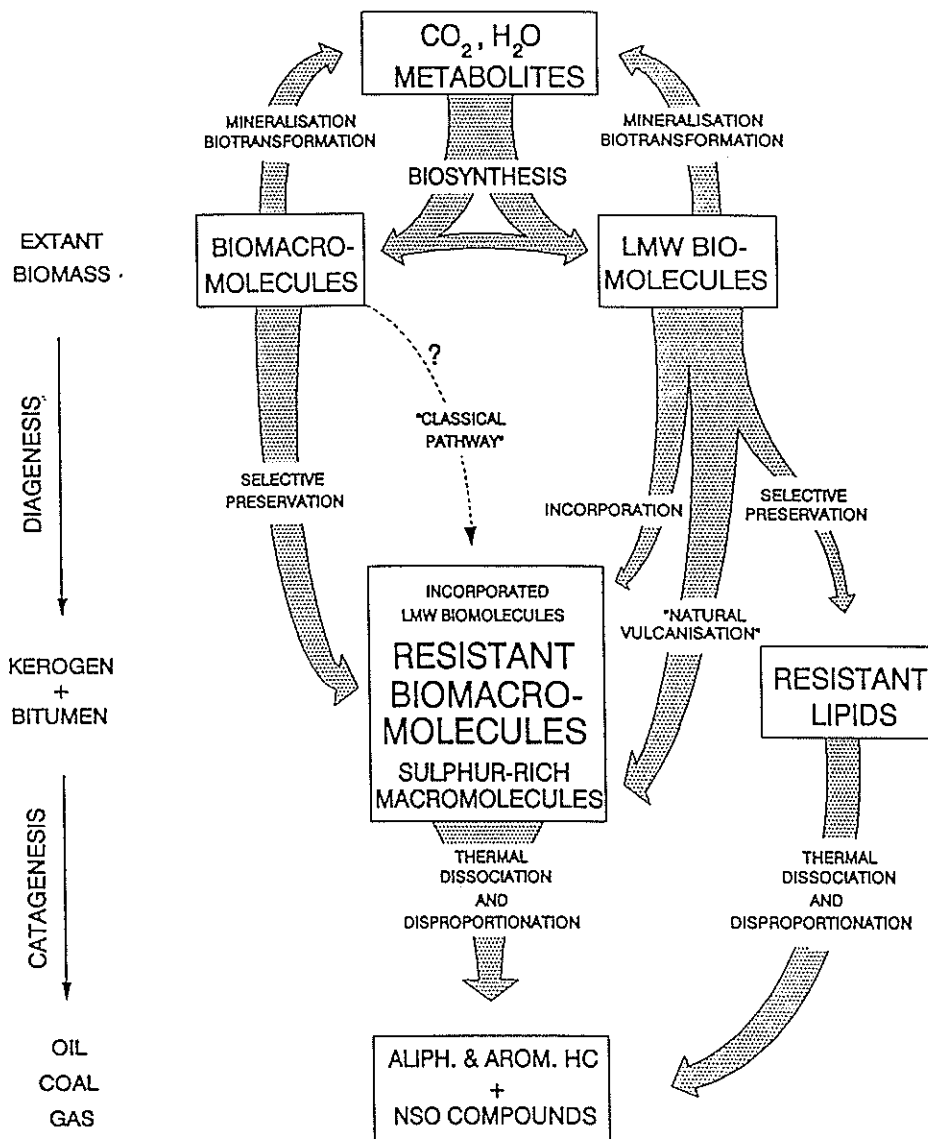 CO2, H2O
METABOLITES
MINERALISATION
BIOTRANSFORMATION
MINERALISATION
BIOTRANSFORMATION
BIOSYNTHESIS
EXTANT
BIOMASS
BIOMACRO-
MOLECULES
LMW BIO-
MOLECULES
?
"CLASSICAL
PATHWAY"
DIAGENESIS
SELECTIVE
PRESERVATION
INCORPORATION
SELECTIVE
PRESERVATION
INCORPORATED
LMW BIOMOLECULES
RESISTANT
BIOMACRO-
MOLECULES
SULPHUR-RICH
MACROMOLECULES
"NATURAL
VULCANISATION"
KEROGEN
+
BITUMEN
RESISTANT
LIPIDS
CATAGENESIS
THERMAL
DISSOCIATION
AND
DISPROPORTIONATION
THERMAL
DISSOCIATION
AND
DISPROPORTIONATION
OIL
COAL
GAS
ALIPH. & AROM. HC
+
NSO COMPOUNDS